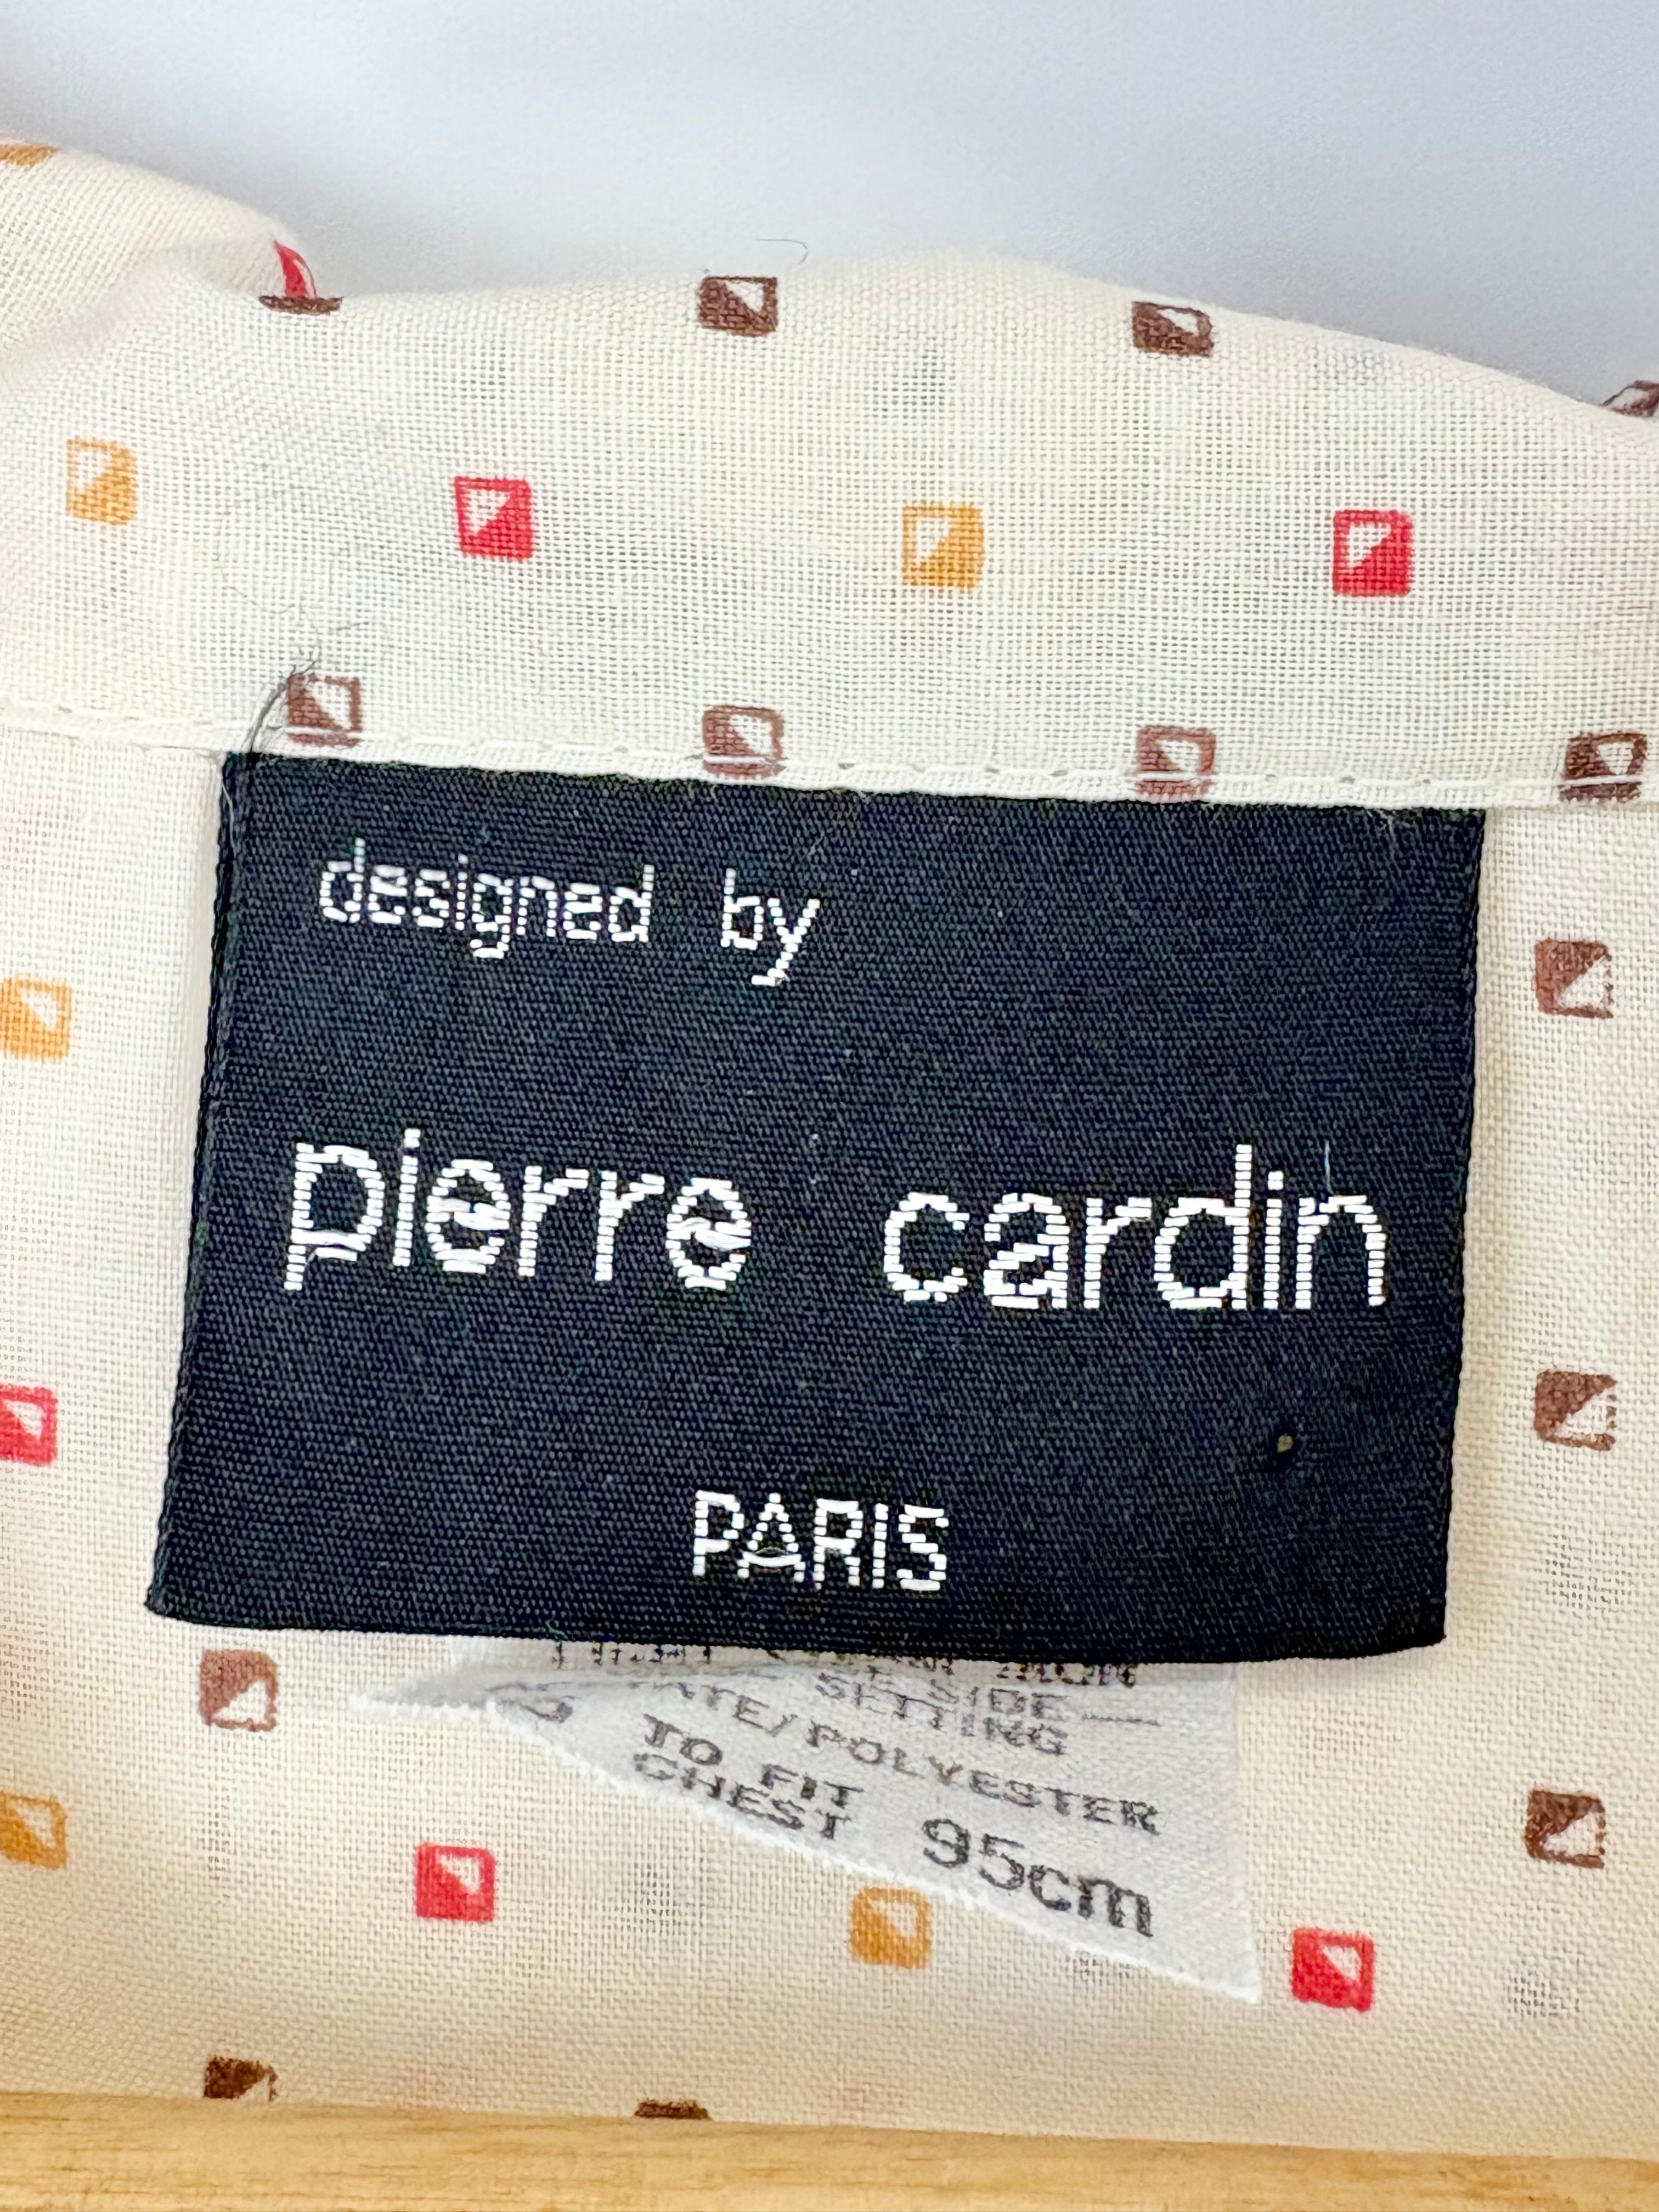 designed by
pierre cardin
PARIS
SETTING
/POLYESTER
TO FIT
CHEST 95cm